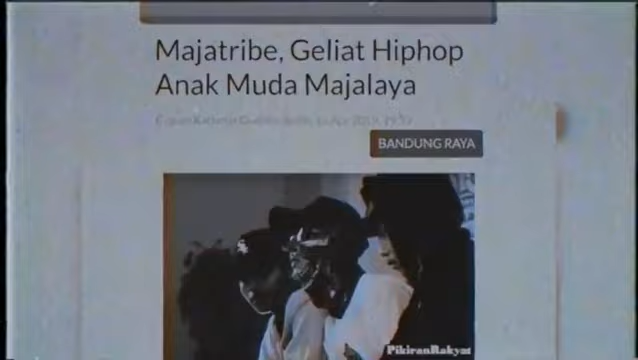 Majatribe, Geliat Hiphop
Anak Muda Majalaya
BANDUNG RAYA
PikiranRakyat